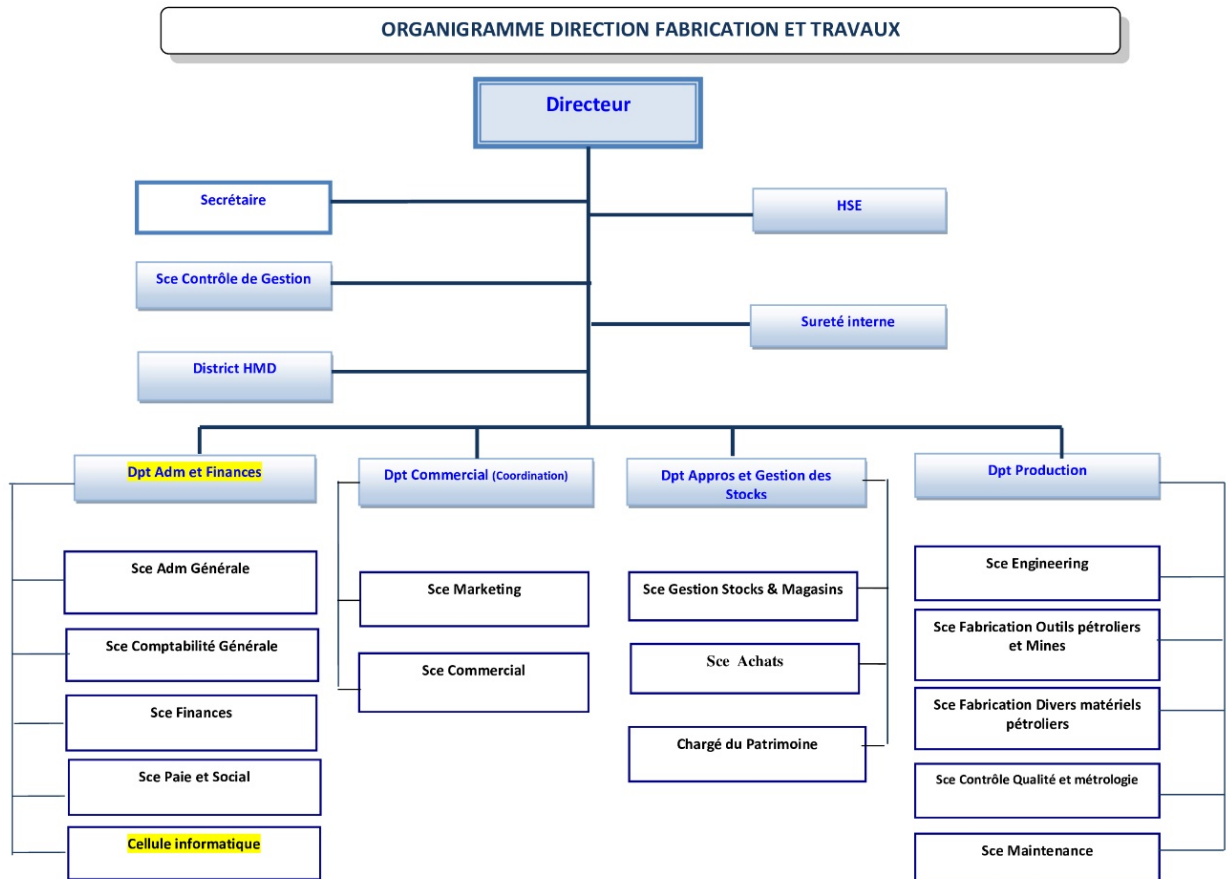 ORGANIGRAMME DIRECTION FABRICATION ET TRAVAUX
Directeur
Secrétaire
HSE
Sce Contrôle de Gestion
Sureté interne
District HMD
Dpt Adm et Finances
Dpt Commercial (Coordination)
Dpt Appros et Gestion des
Stocks
Dpt Production
Sce Adm Générale
Sce Comptabilité Générale
Sce Finances
Sce Paie et Social
Cellule informatique
Sce Marketing
Sce Commercial
Sce Gestion Stocks & Magasins
Sce Achats
Chargé du Patrimoine
Sce Engineering
Sce Fabrication Outils pétroliers
et Mines
Sce Fabrication Divers matériels
pétroliers
Sce Contrôle Qualité et métrologie
Sce Maintenance